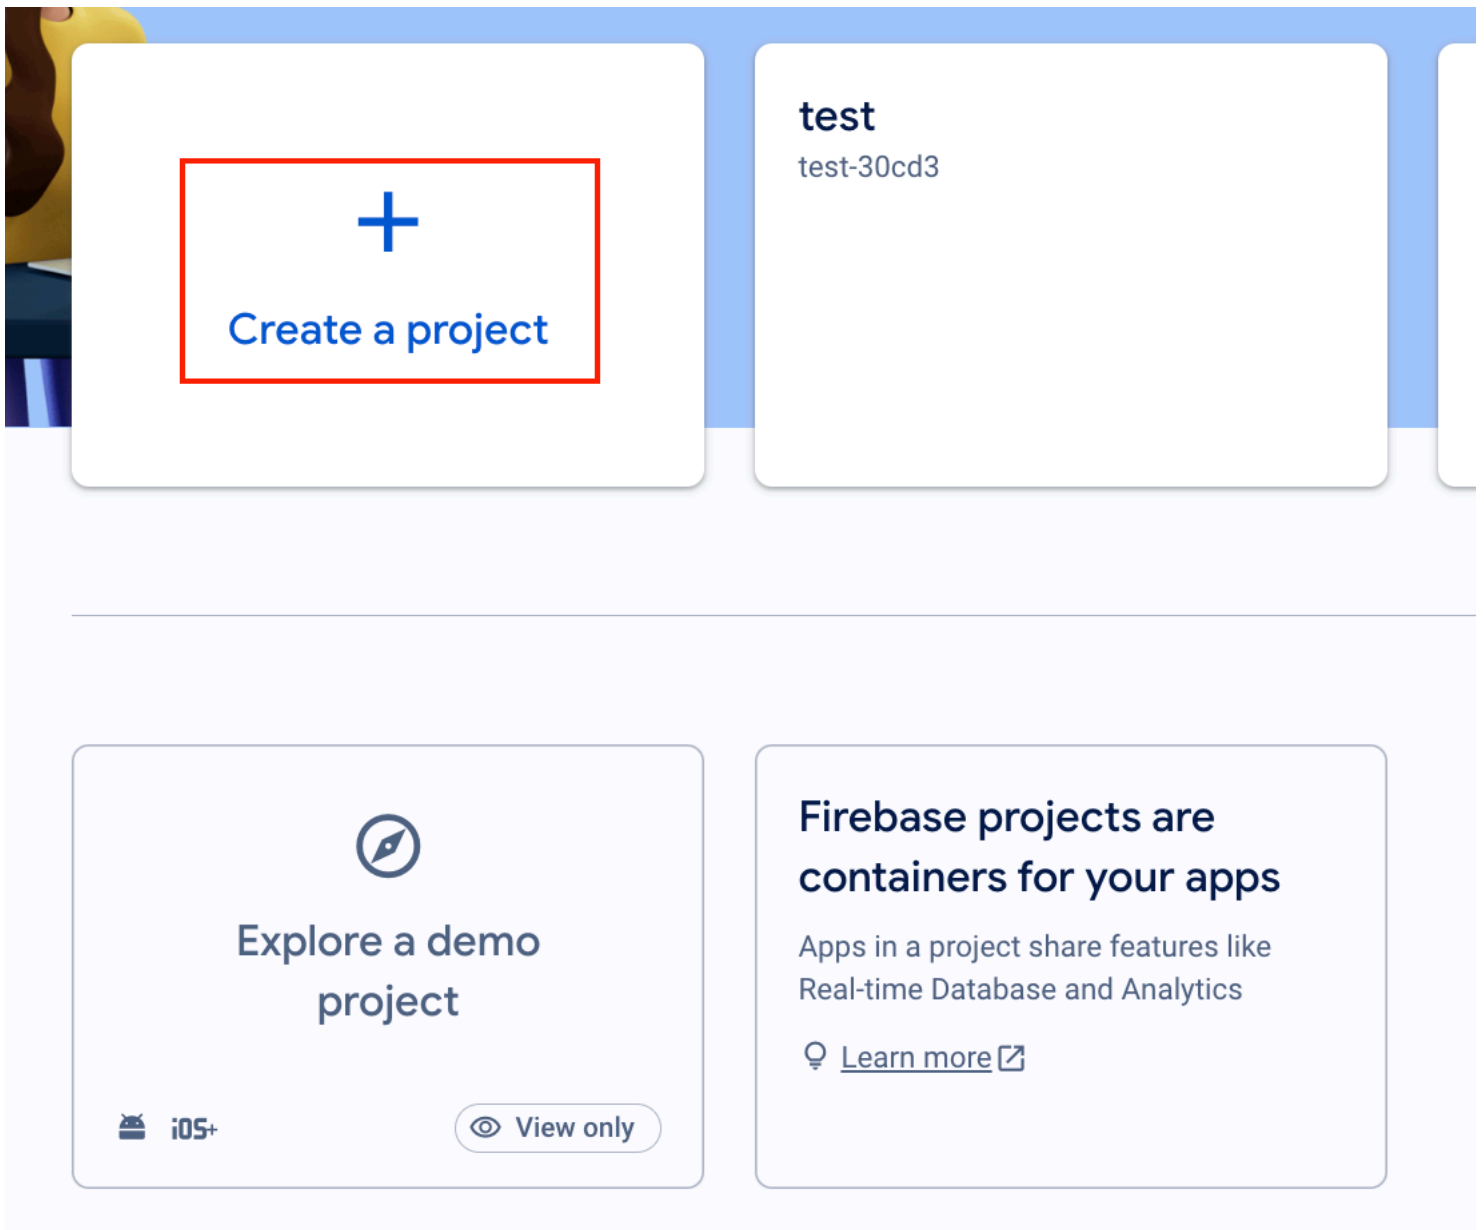 Create a project
test
test-30cd3
Explore a demo
project
iOS+
View only
Firebase projects are
containers for your apps
Apps in a project share features like
Real-time Database and Analytics
Learn more